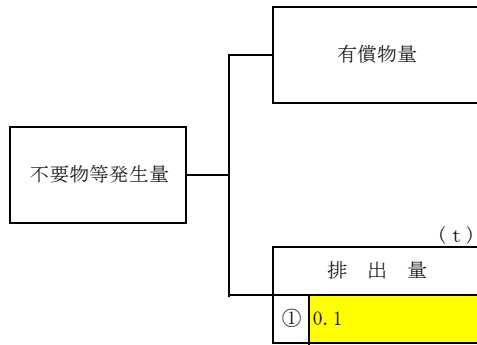 有償物量
不要物等発生量
(t)
排 出 量
① 0.1